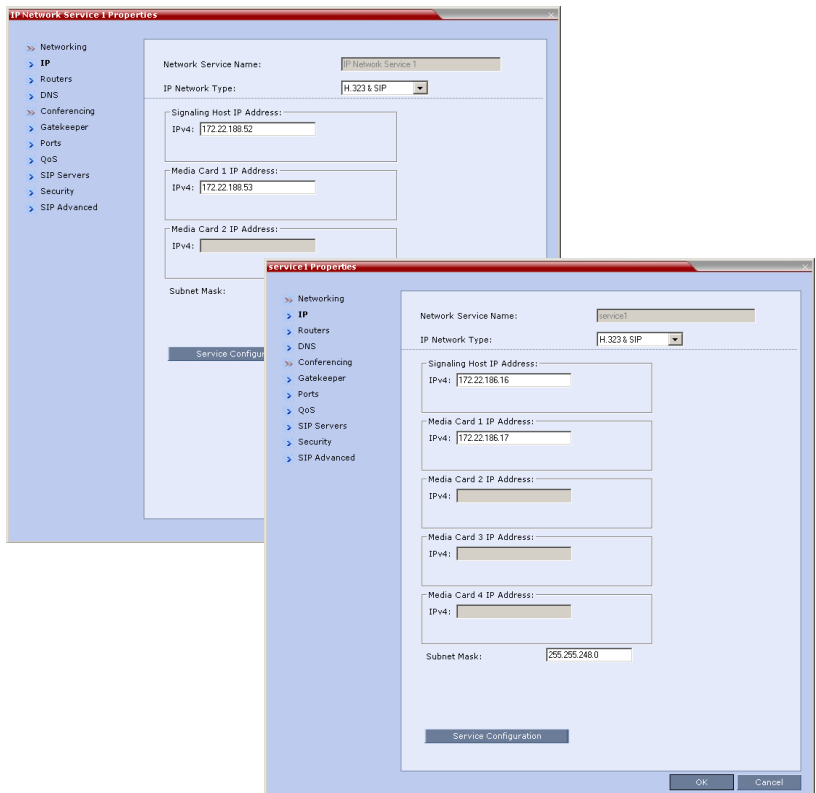 IP Network Service 1 Properties
Networking
IP
Routers
DNS
Conferencing
Gatekeeper
Ports
QoS
SIP Servers
Security
SIP Advanced
Network Service Name: IP Network Service 1
IP Network Type: H.323 & SIP
Signaling Host IP Address:
IPv4: 172.22.188.52
Media Card 1 IP Address:
IPv4: 172.22.188.53
Media Card 2 IP Address:
IPv4:
Subnet Mask:
Service Configur
service1 Properties
Networking
IP
Routers
DNS
Conferencing
Gatekeeper
Ports
QoS
SIP Servers
Security
SIP Advanced
Network Service Name: service1
IP Network Type: H.323 & SIP
Signaling Host IP Address:
IPv4: 172.22.186.16
Media Card 1 IP Address:
IPv4: 172.22.186.17
Media Card 2 IP Address:
IPv4:
Media Card 3 IP Address:
IPv4:
Media Card 4 IP Address:
IPv4:
Subnet Mask: 255.255.248.0
Service Configuration
OK Cancel